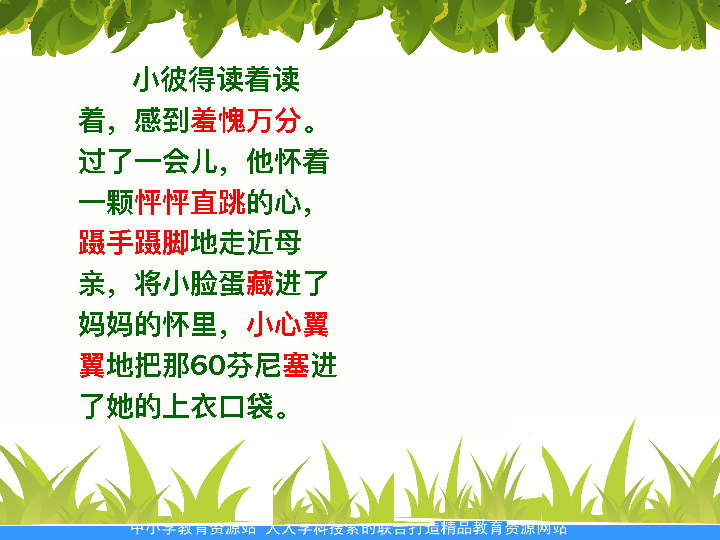 小彼得读着读
着，感到羞愧万分。
过了一会儿，他怀着
一颗怦怦直跳的心，
蹑手蹑脚地走近母
亲，将小脸蛋藏进了
妈妈的怀里，小心翼
翼地把那60芬尼塞进
了她的上衣口袋。
中小学教育资源站 人人学科搜索的联合打造精品教育资源网站